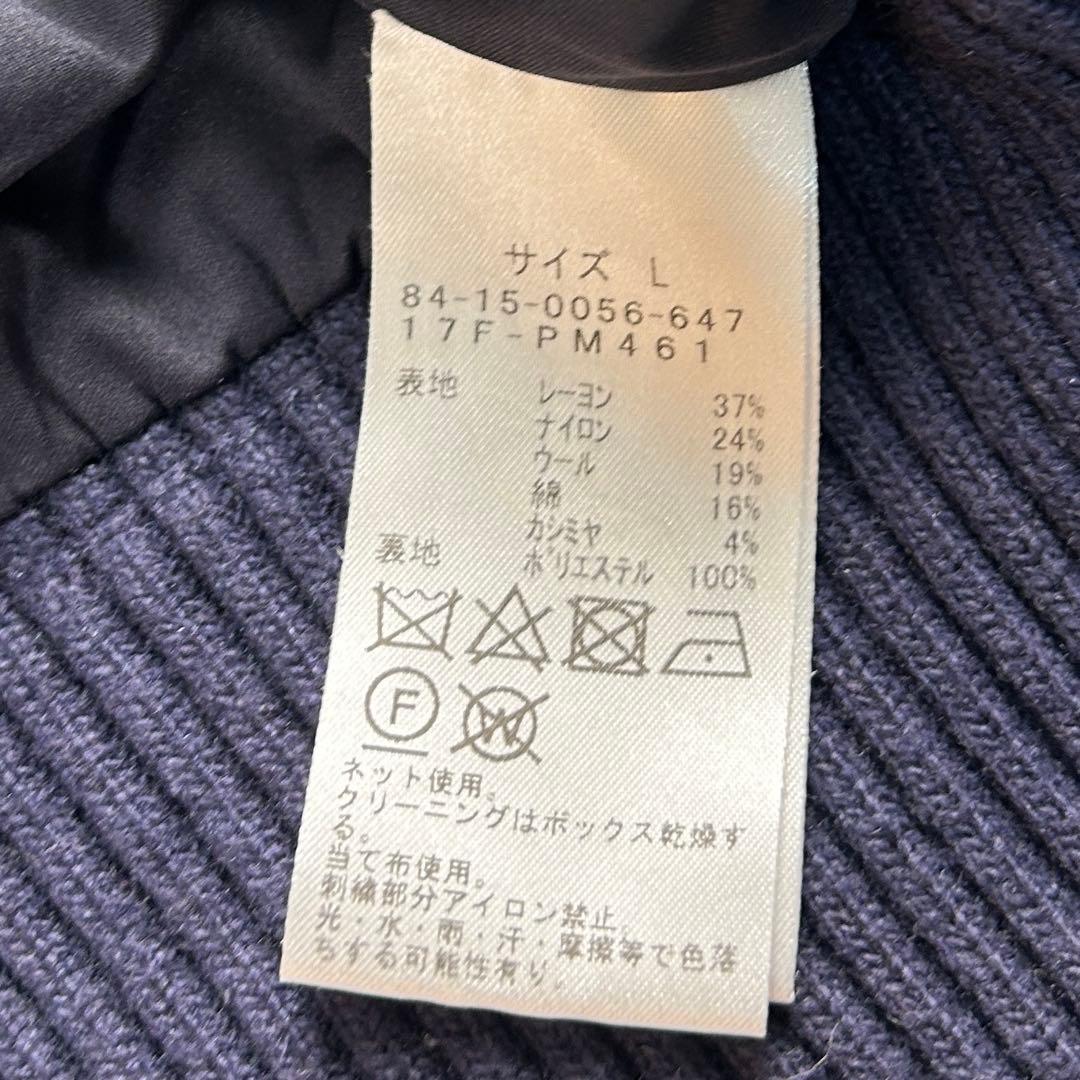 サイズ L
84-15-0056-647
17F-PM461
表地 レーヨン 37%
ナイロン 24%
ウール 19%
綿 16%
カシミヤ 4%
裏地 ポリエステル 100%
F W
ネット使用。
クリーニングはボックス乾燥す
る。
当て布使用。
刺繍部分アイロン禁止。
光・水・雨・汗・摩擦等で色落
ちする可能性有り。